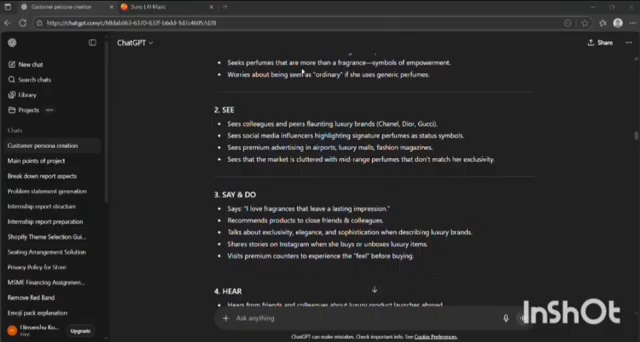 Customer persona creation
Suno | AI Music
ChatGPT
Share
New chat
Search chats
Library
Projects NEW
Chats
Customer persona creation
Main points of project
Break down report aspects
Problem statement generation
Internship report structure
Internship report preparation
Shopify Theme Selection Gui...
Seating Arrangement Solution
Privacy Policy for Store
MSME Financing Assignmen...
Remove Red Band
Emoji pack explanation
Himanshu Ku...
Free
Upgrade
• Seeks perfumes that are more than a fragrance—symbols of empowerment.
• Worries about being seen as "ordinary" if she uses generic perfumes.
2. SEE
• Sees colleagues and peers flaunting luxury brands (Chanel, Dior, Gucci).
• Sees social media influencers highlighting signature perfumes as status symbols.
• Sees premium advertising in airports, luxury malls, fashion magazines.
• Sees that the market is cluttered with mid-range perfumes that don't match her exclusivity.
3. SAY & DO
• Says: "I love fragrances that leave a lasting impression."
• Recommends products to close friends & colleagues.
• Talks about exclusivity, elegance, and sophistication when describing luxury brands.
• Shares stories on Instagram when she buys or unboxes luxury items.
• Visits premium counters to experience the "feel" before buying.
4. HEAR
• Hears from friends and colleagues about luxury product launches abroad.
Ask anything
ChatGPT can make mistakes. Check important info. See Cookie Preferences.
InShOt